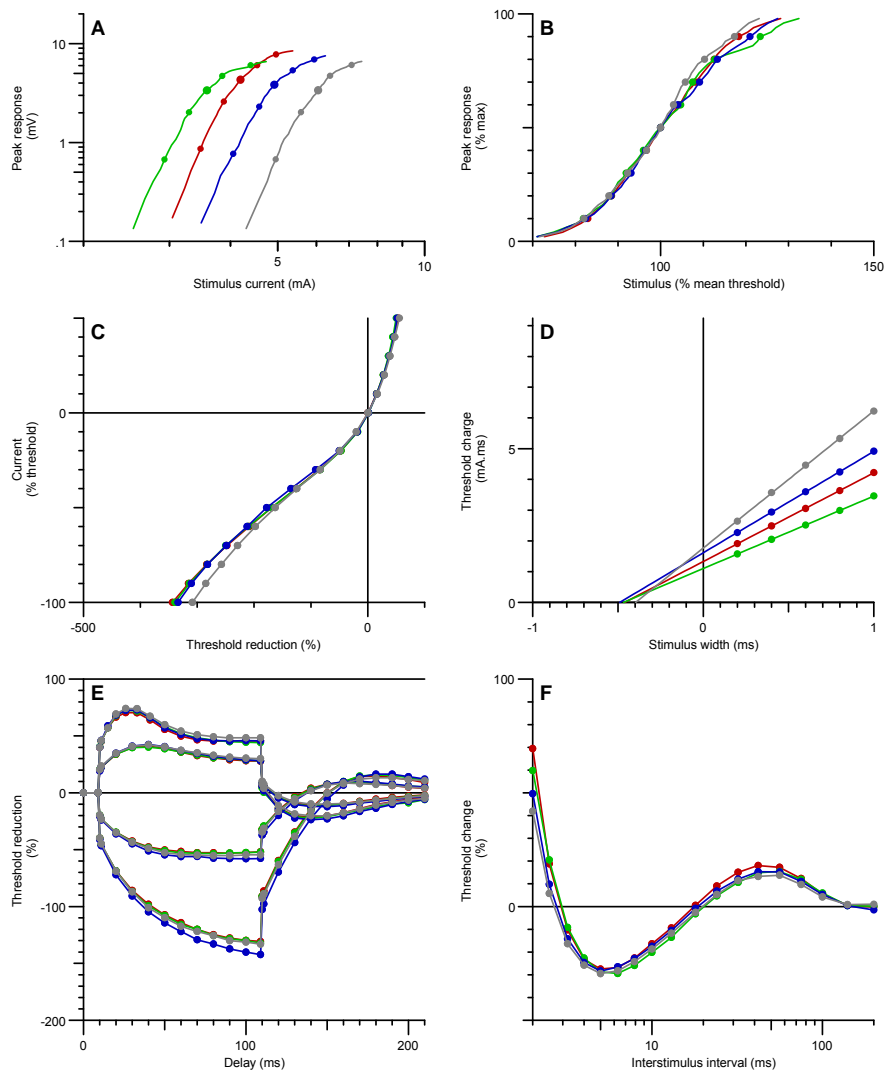 A
10
1
.1
5
10
Peak response
(mV)
Stimulus current (mA)
B
100
0
100
150
Peak response
(% max)
Stimulus (% mean threshold)
C
0
-100
-500
0
Current
(% threshold)
Threshold reduction (%)
D
5
0
-1
0
1
Threshold charge
(mA.ms)
Stimulus width (ms)
E
100
0
-100
-200
0
100
200
Threshold reduction
(%)
Delay (ms)
F
100
0
10
100
Threshold change
(%)
Interstimulus interval (ms)